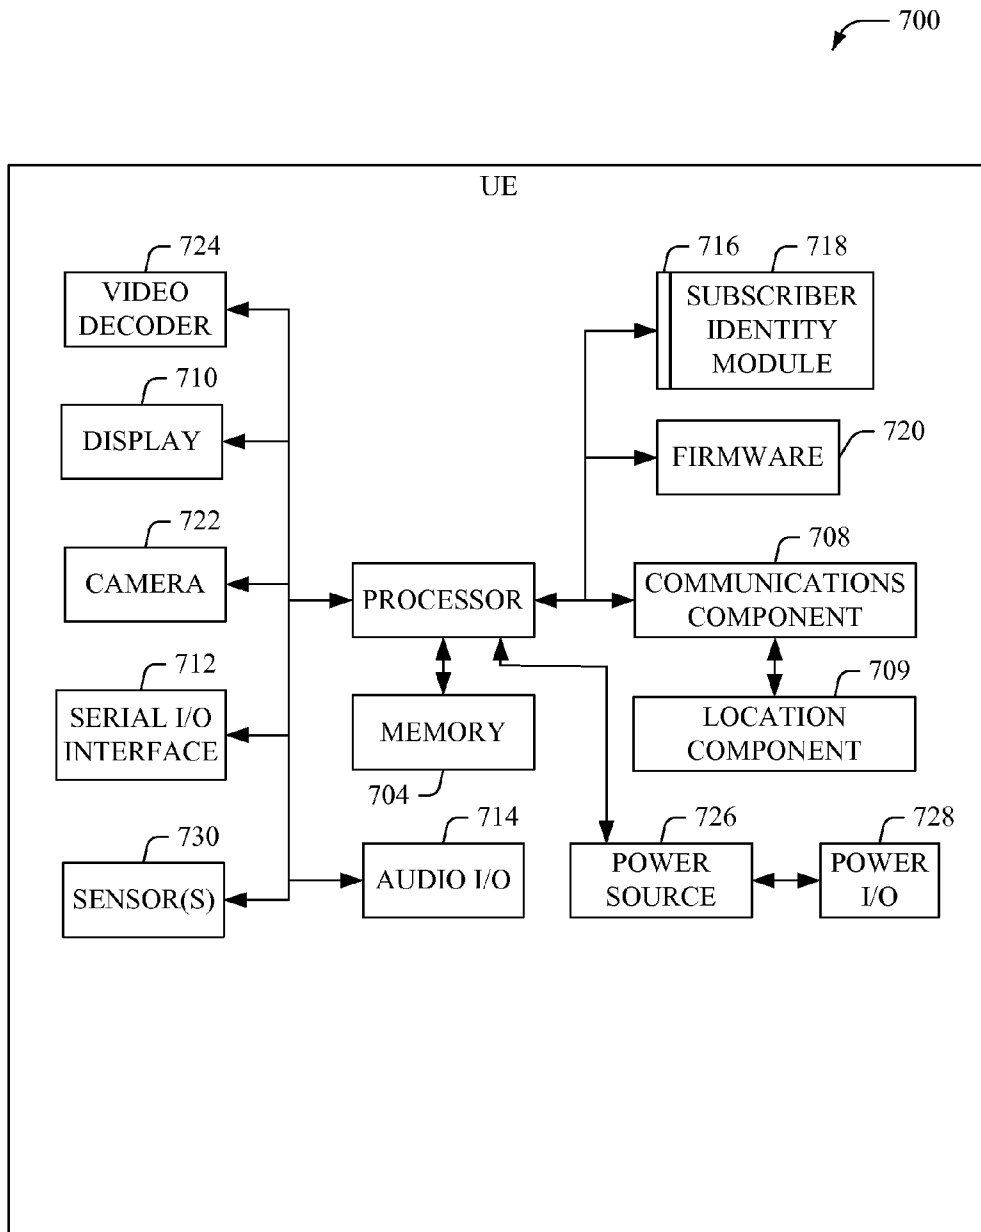 700
UE
724
VIDEO
DECODER
710
DISPLAY
722
CAMERA
712
SERIAL I/O
INTERFACE
730
SENSOR(S)
PROCESSOR
MEMORY
704
714
AUDIO I/O
716
718
SUBSCRIBER
IDENTITY
MODULE
720
FIRMWARE
708
COMMUNICATIONS
COMPONENT
709
LOCATION
COMPONENT
726
POWER
SOURCE
728
POWER
I/O